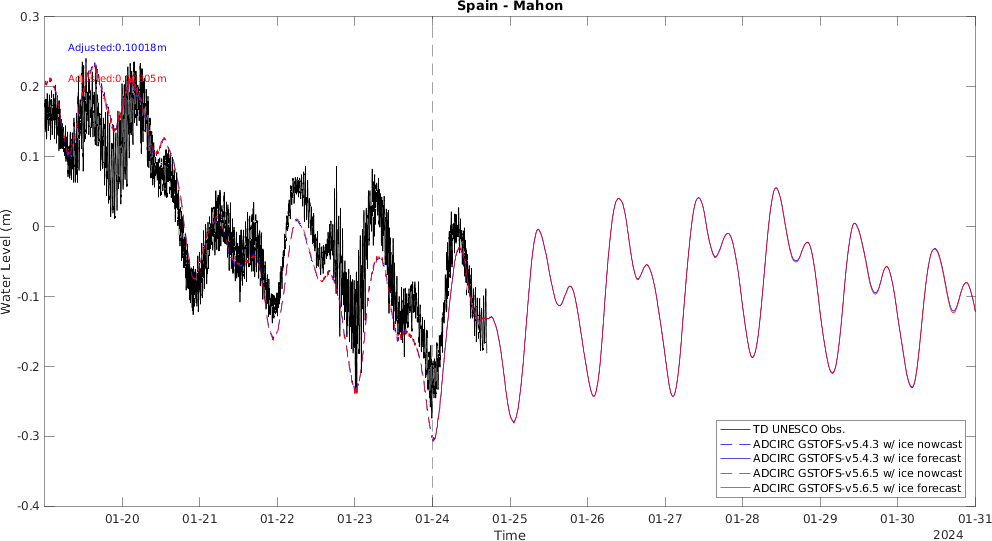 Spain - Mahon
Adjusted:0.10018m
Water Level (m)
0.3
0.2
0.1
0
-0.1
-0.2
-0.3
-0.4
TD UNESCO Obs.
ADCIRC GSTOFS-v5.4.3 w/ ice nowcast
ADCIRC GSTOFS-v5.4.3 w/ ice forecast
ADCIRC GSTOFS-v5.6.5 w/ ice nowcast
ADCIRC GSTOFS-v5.6.5 w/ ice forecast
01-20 01-21 01-22 01-23 01-24 01-25 01-26 01-27 01-28 01-29 01-30 01-31
Time
2024